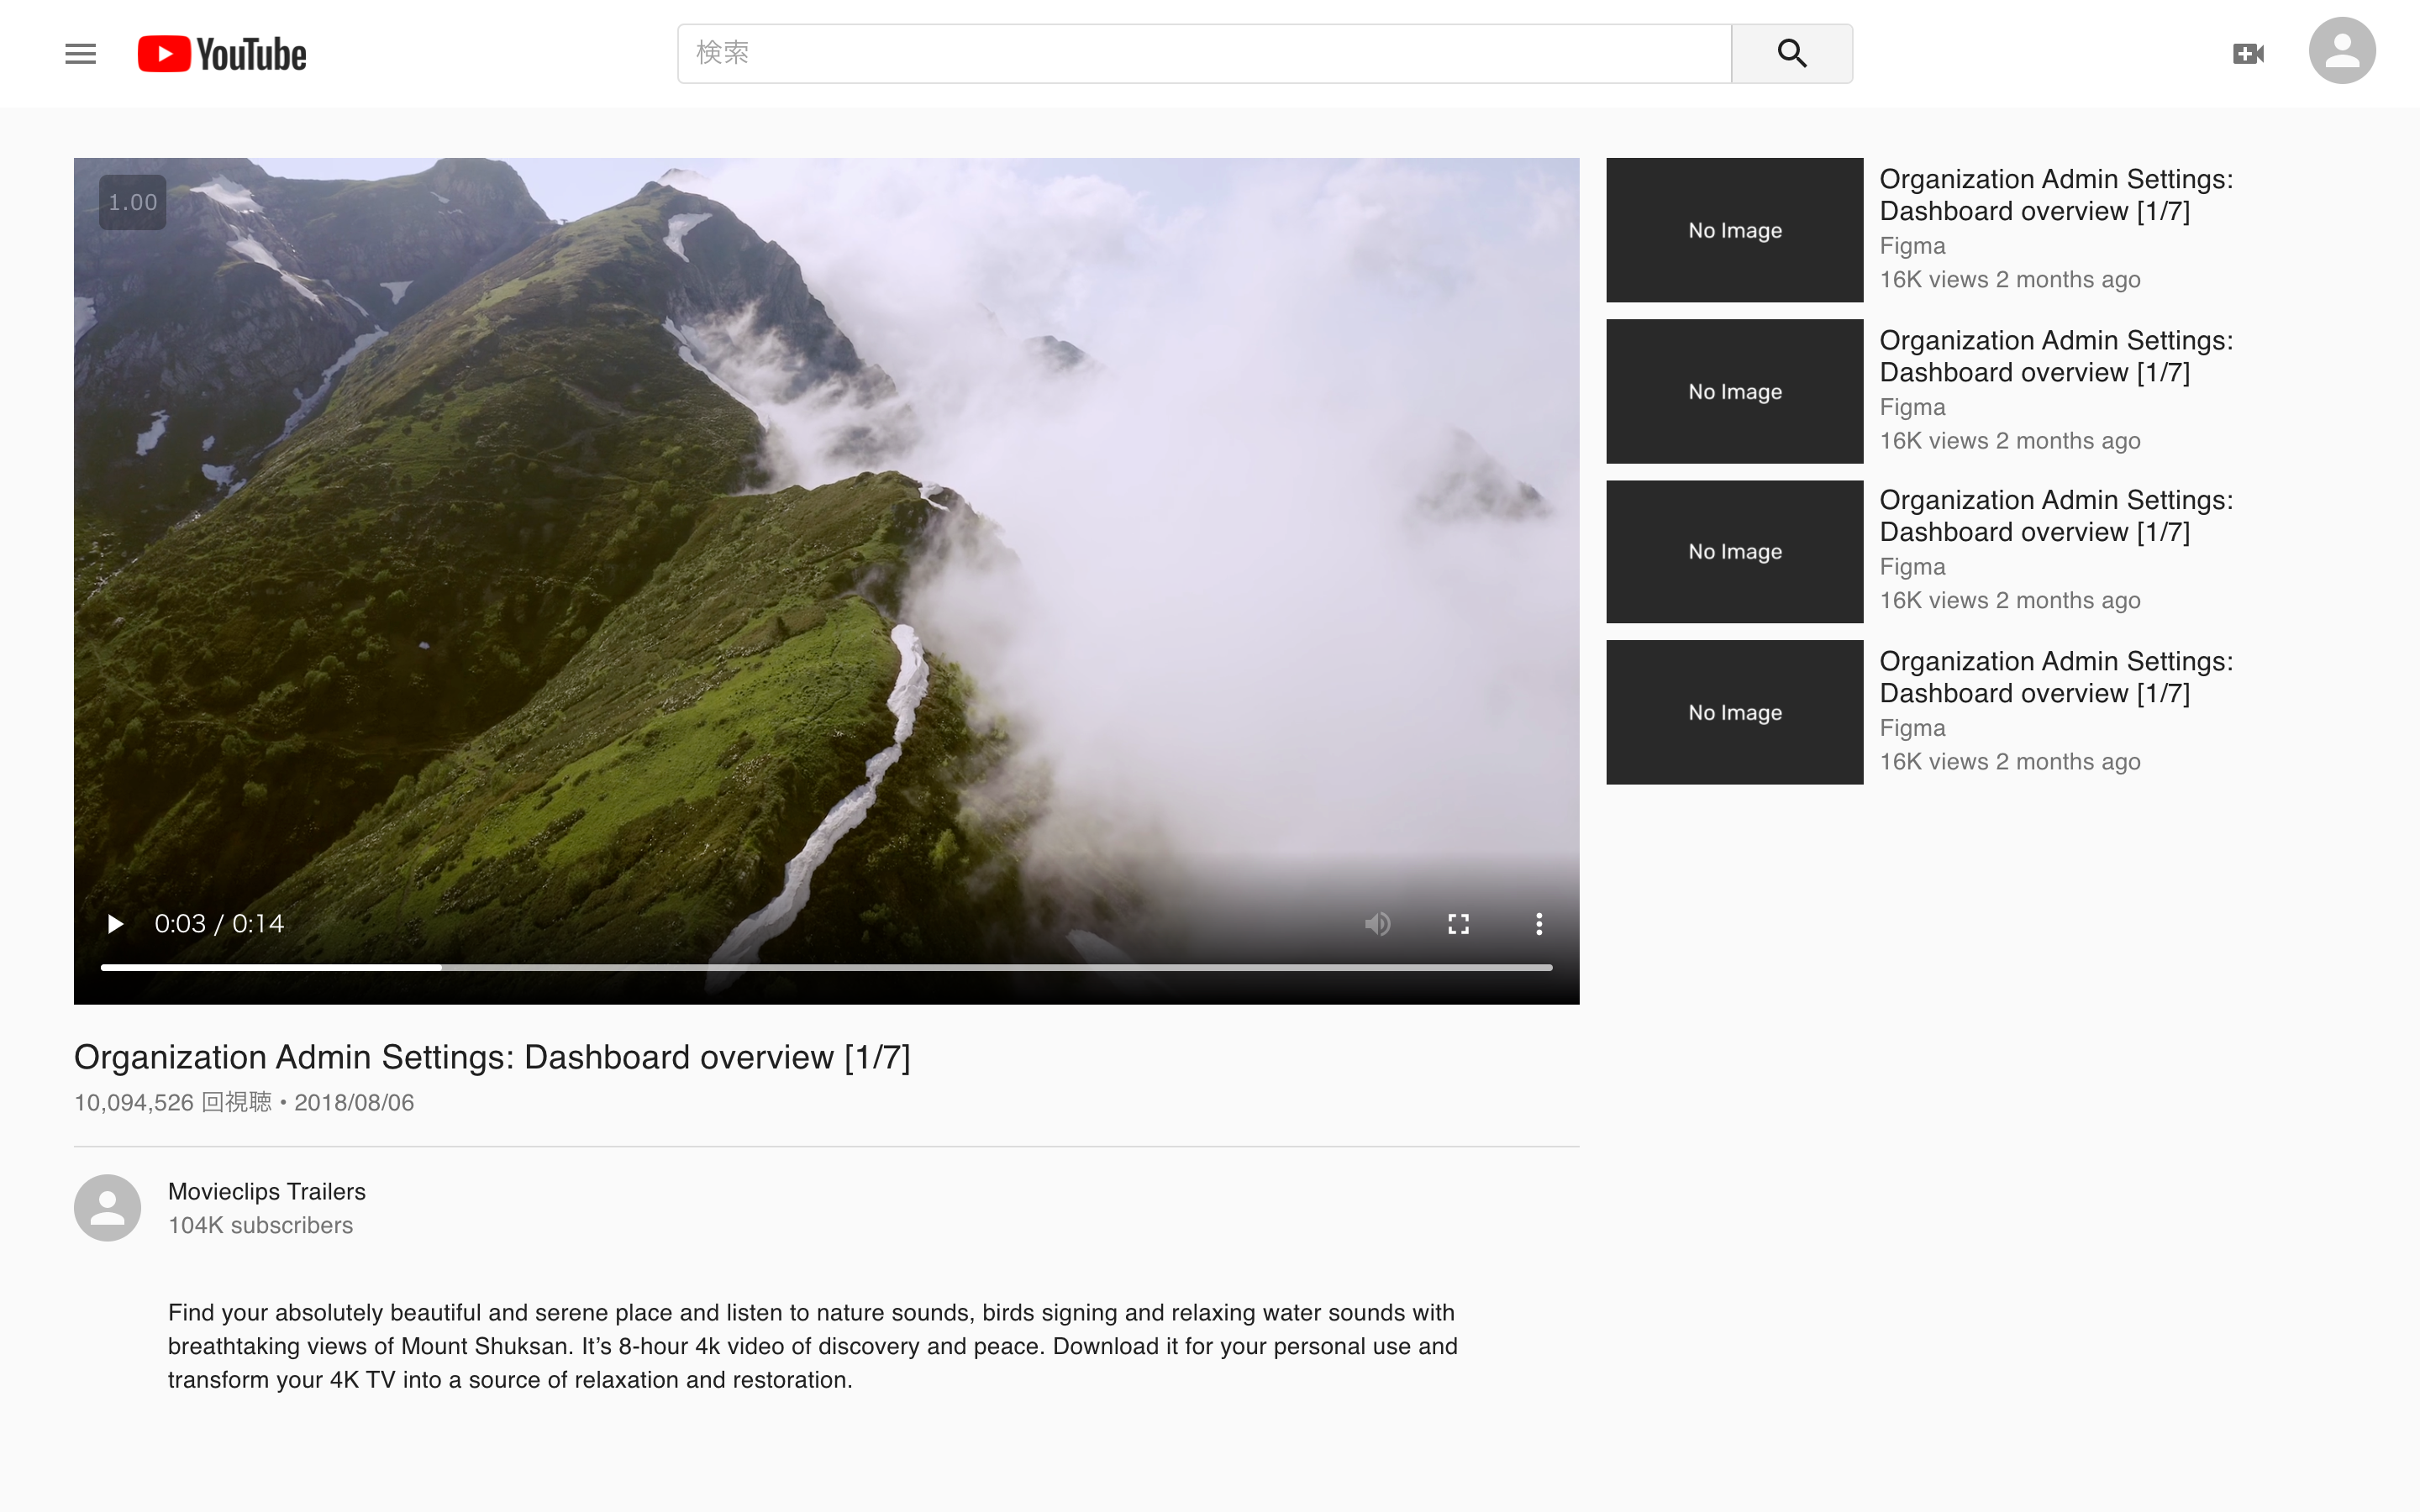 YouTube
検索
1.00
0:03 / 0:14
Organization Admin Settings: Dashboard overview [1/7]
10,094,526 回視聴 • 2018/08/06
Movieclips Trailers
104K subscribers
Find your absolutely beautiful and serene place and listen to nature sounds, birds signing and relaxing water sounds with
breathtaking views of Mount Shuksan. It’s 8-hour 4k video of discovery and peace. Download it for your personal use and
transform your 4K TV into a source of relaxation and restoration.
No Image
Organization Admin Settings:
Dashboard overview [1/7]
Figma
16K views 2 months ago
No Image
Organization Admin Settings:
Dashboard overview [1/7]
Figma
16K views 2 months ago
No Image
Organization Admin Settings:
Dashboard overview [1/7]
Figma
16K views 2 months ago
No Image
Organization Admin Settings:
Dashboard overview [1/7]
Figma
16K views 2 months ago